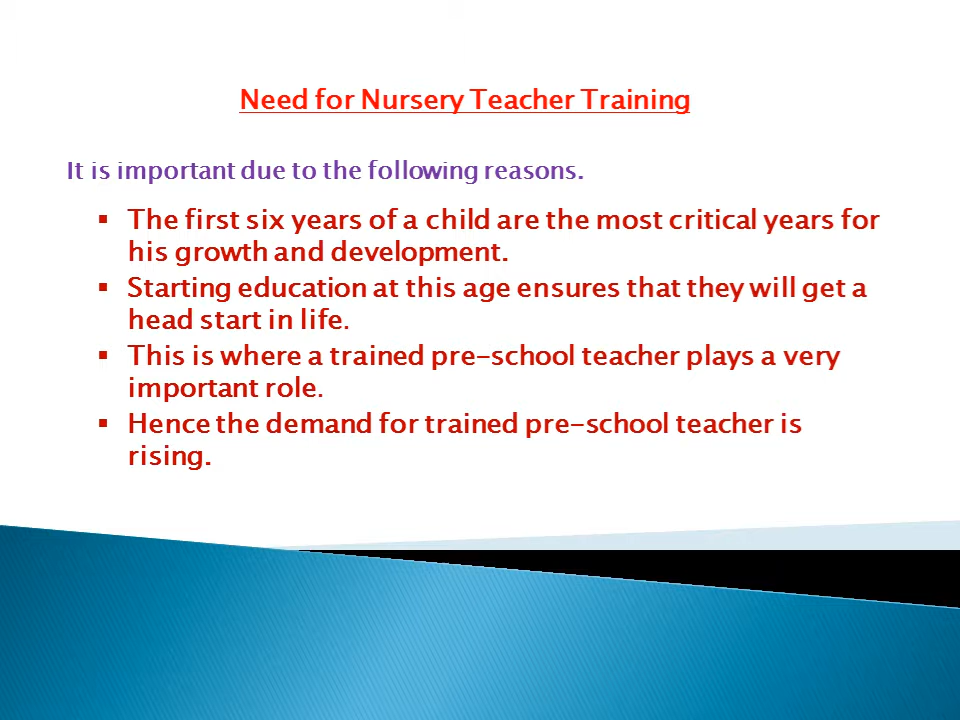 Need for Nursery Teacher Training
It is important due to the following reasons.
▪ The first six years of a child are the most critical years for
his growth and development.
▪ Starting education at this age ensures that they will get a
head start in life.
▪ This is where a trained pre-school teacher plays a very
important role.
▪ Hence the demand for trained pre-school teacher is
rising.